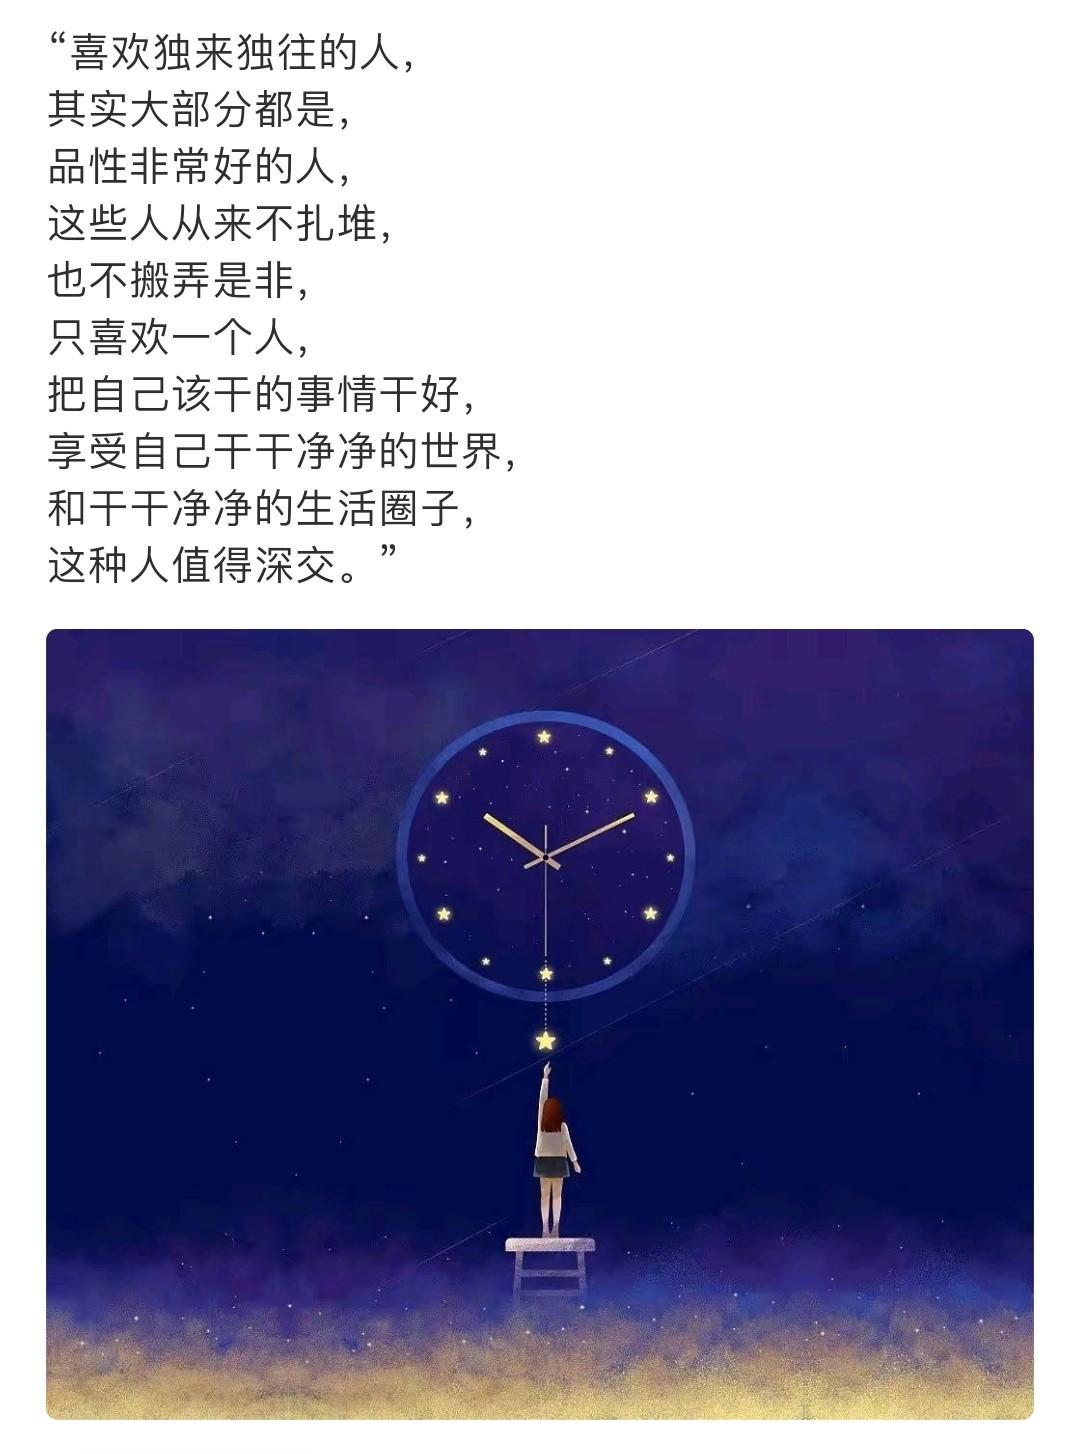 “喜欢独来独往的人，
其实大部分都是，
品性非常好的人，
这些人从来不扎堆，
也不搬弄是非，
只喜欢一个人，
把自己该干的事情干好，
享受自己干干净净的世界，
和干干净净的生活圈子，
这种人值得深交。”